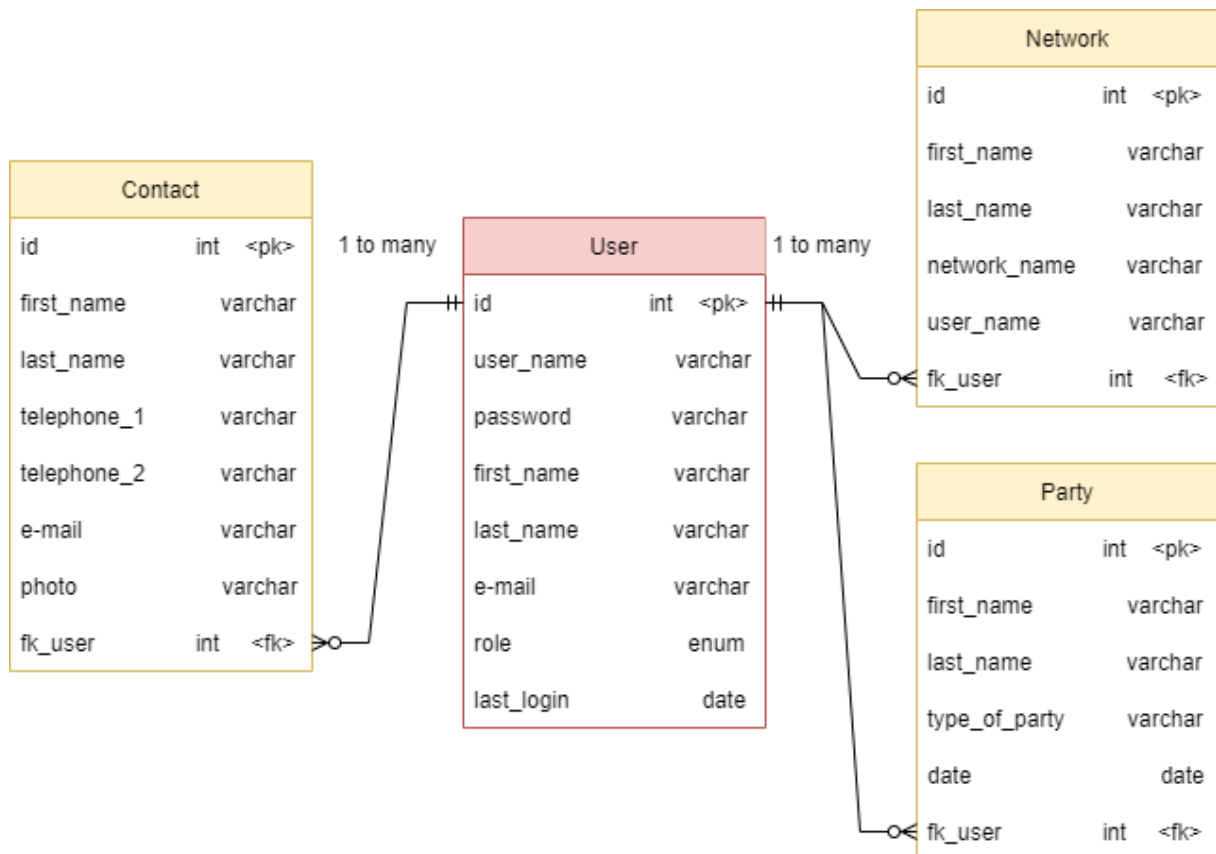 Contact
id int <pk>
first_name varchar
last_name varchar
telephone_1 varchar
telephone_2 varchar
e-mail varchar
photo varchar
fk_user int <fk>
1 to many
User
id int <pk>
user_name varchar
password varchar
first_name varchar
last_name varchar
e-mail varchar
role enum
last_login date
1 to many
Network
id int <pk>
first_name varchar
last_name varchar
network_name varchar
user_name varchar
fk_user int <fk>
Party
id int <pk>
first_name varchar
last_name varchar
type_of_party varchar
date date
fk_user int <fk>